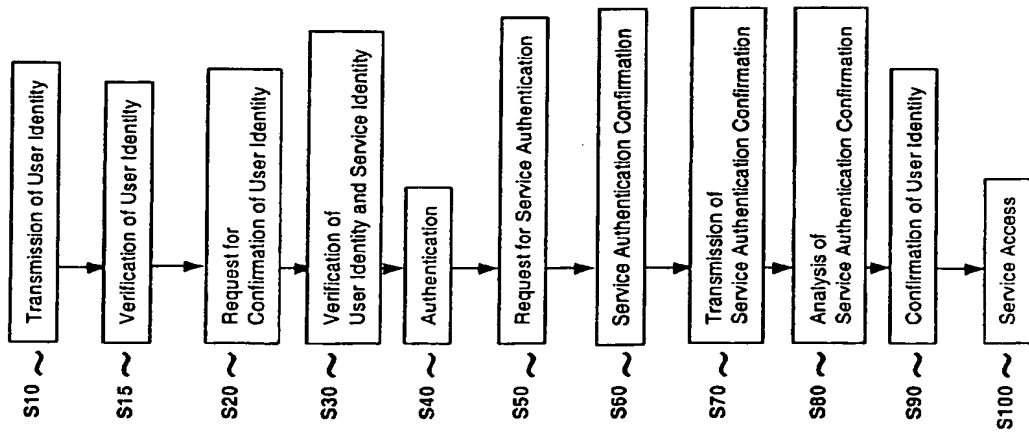 S10 ~ Transmission of User Identity
S15 ~ Verification of User Identity
S20 ~ Request for
Confirmation of User Identity
S30 ~ Verification of
User Identity and Service Identity
S40 ~ Authentication
S50 ~ Request for Service Authentication
S60 ~ Service Authentication Confirmation
S70 ~ Transmission of
Service Authentication Confirmation
S80 ~ Analysis of
Service Authentication Confirmation
S90 ~ Confirmation of User Identity
S100 ~ Service Access